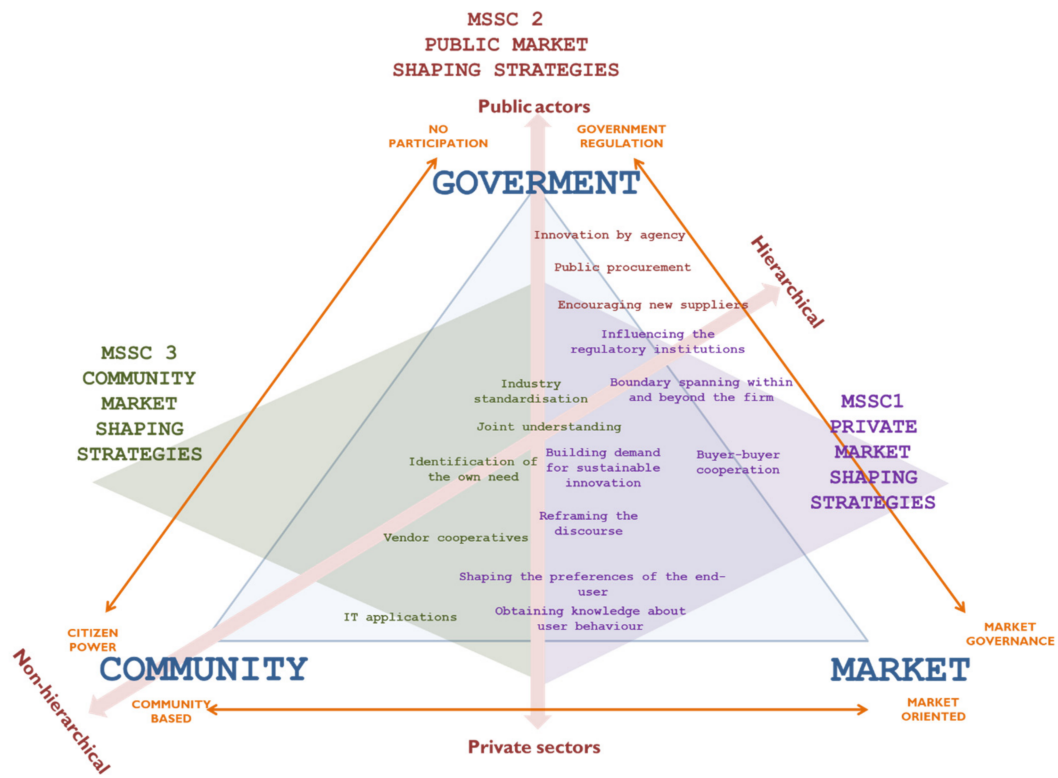 MSSC 2
PUBLIC MARKET
SHAPING STRATEGIES
Public actors
NO
PARTICIPATION
GOVERNMENT
REGULATION
GOVERMENT
Innovation by agency
Public procurement
Hierarchical
Encouraging new suppliers
Influencing the
regulatory institutions
MSSC 3
COMMUNITY
MARKET
SHAPING
STRATEGIES
Industry
standardisation
Boundary spanning within
and beyond the firm
MSSC1
PRIVATE
MARKET
SHAPING
STRATEGIES
Joint understanding
Identification of
the own need
Building demand
for sustainable
innovation
Buyer-buyer
cooperation
Reframing the
discourse
Vendor cooperatives
Shaping the preferences of the end-
user
IT applications
Obtaining knowledge about
user behaviour
CITIZEN
POWER
MARKET
GOVERNANCE
Non-hierarchical
COMMUNITY
MARKET
COMMUNITY
BASED
MARKET
ORIENTED
Private sectors